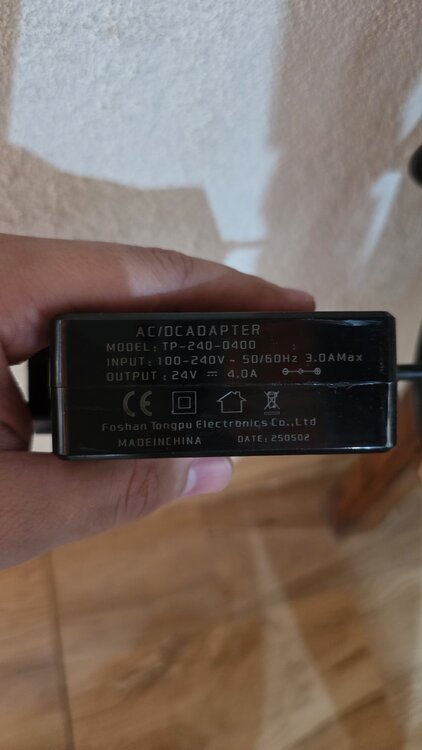 AC/DCADAPTER
MODEL: TP-240-0400
INPUT: 100-240V~50/60Hz 3.0AMax
OUTPUT: 24V ⎓ 4.0A
CE
Foshan Tongpu Electronics Co.,Ltd
MADEINCHINA DATE: 250502